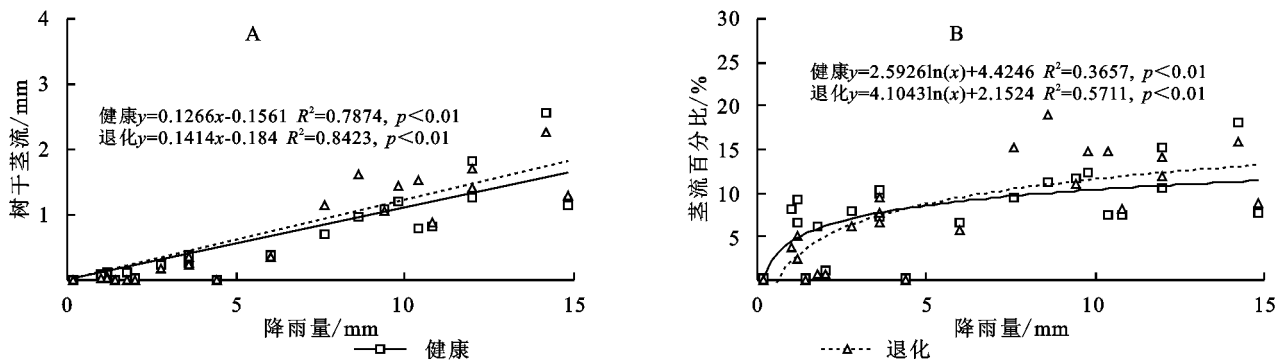 A
健康y=0.1266x-0.1561 R²=0.7874, p<0.01
退化y=0.1414x-0.184 R²=0.8423, p<0.01
树于茎流/mm
4
3
2
1
0
5
10
15
降雨量/mm
B
健康y=2.5926ln(x)+4.4246 R²=0.3657, p<0.01
退化y=4.1043ln(x)+2.1524 R²=0.5711, p<0.01
茎流百分比/%
30
25
20
15
10
5
0
5
10
15
降雨量/mm
健康
退化